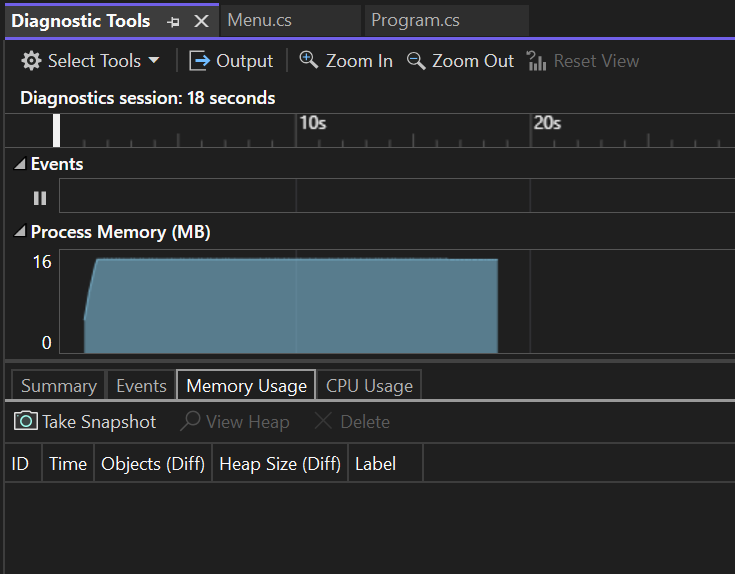 Diagnostic Tools Menu.cs Program.cs
Select Tools Output Zoom In Zoom Out Reset View
Diagnostics session: 18 seconds
10s 20s
Events
Process Memory (MB)
16
0
Summary Events Memory Usage CPU Usage
Take Snapshot View Heap Delete
ID Time Objects (Diff) Heap Size (Diff) Label